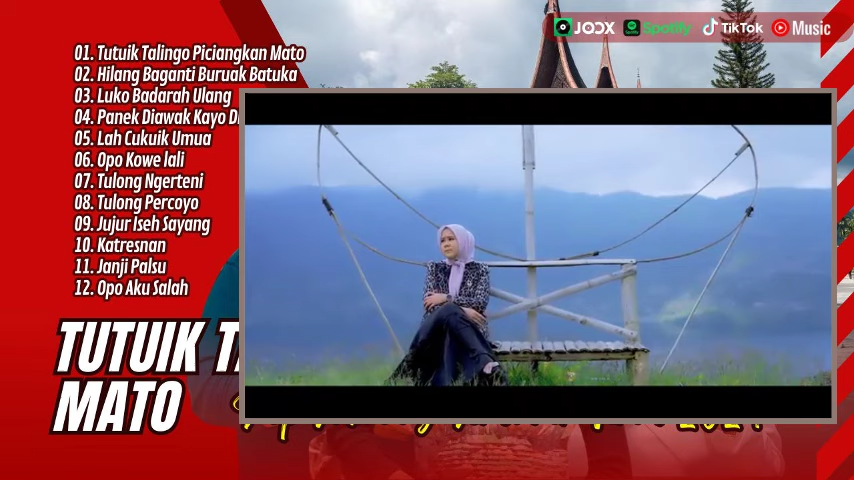 JOOX Spotify TikTok Music
01. Tutuik Talingo Piciangkan Mato
02. Hilang Baganti Buruak Batuka
03. Luko Badarah Ulang
04. Panek Diawak Kayo
05. Lah Cukuik Umua
06. Opo Kowe lali
07. Tulong Ngerteni
08. Tulong Percoyo
09. Jujur Iseh Sayang
10. Katresnan
11. Janji Palsu
12. Opo Aku Salah
TUTUIK
MATO